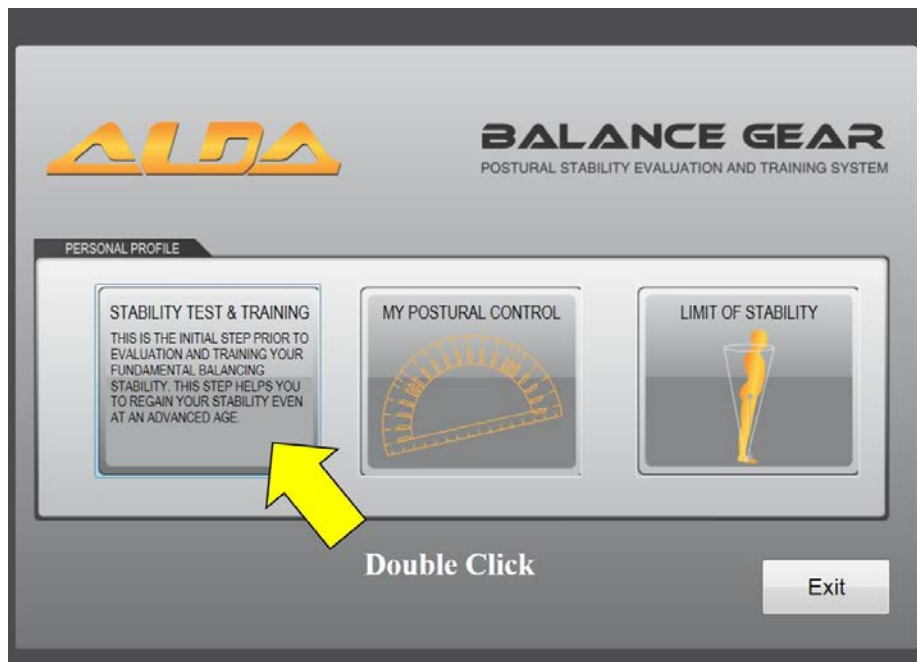 ALDA
BALANCE GEAR
POSTURAL STABILITY EVALUATION AND TRAINING SYSTEM
PERSONAL PROFILE
STABILITY TEST & TRAINING
THIS IS THE INITIAL STEP PRIOR TO
EVALUATION AND TRAINING YOUR
FUNDAMENTAL BALANCING
STABILITY. THIS STEP HELPS YOU
TO REGAIN YOUR STABILITY EVEN
AT AN ADVANCED AGE.
MY POSTURAL CONTROL
LIMIT OF STABILITY
Double Click
Exit